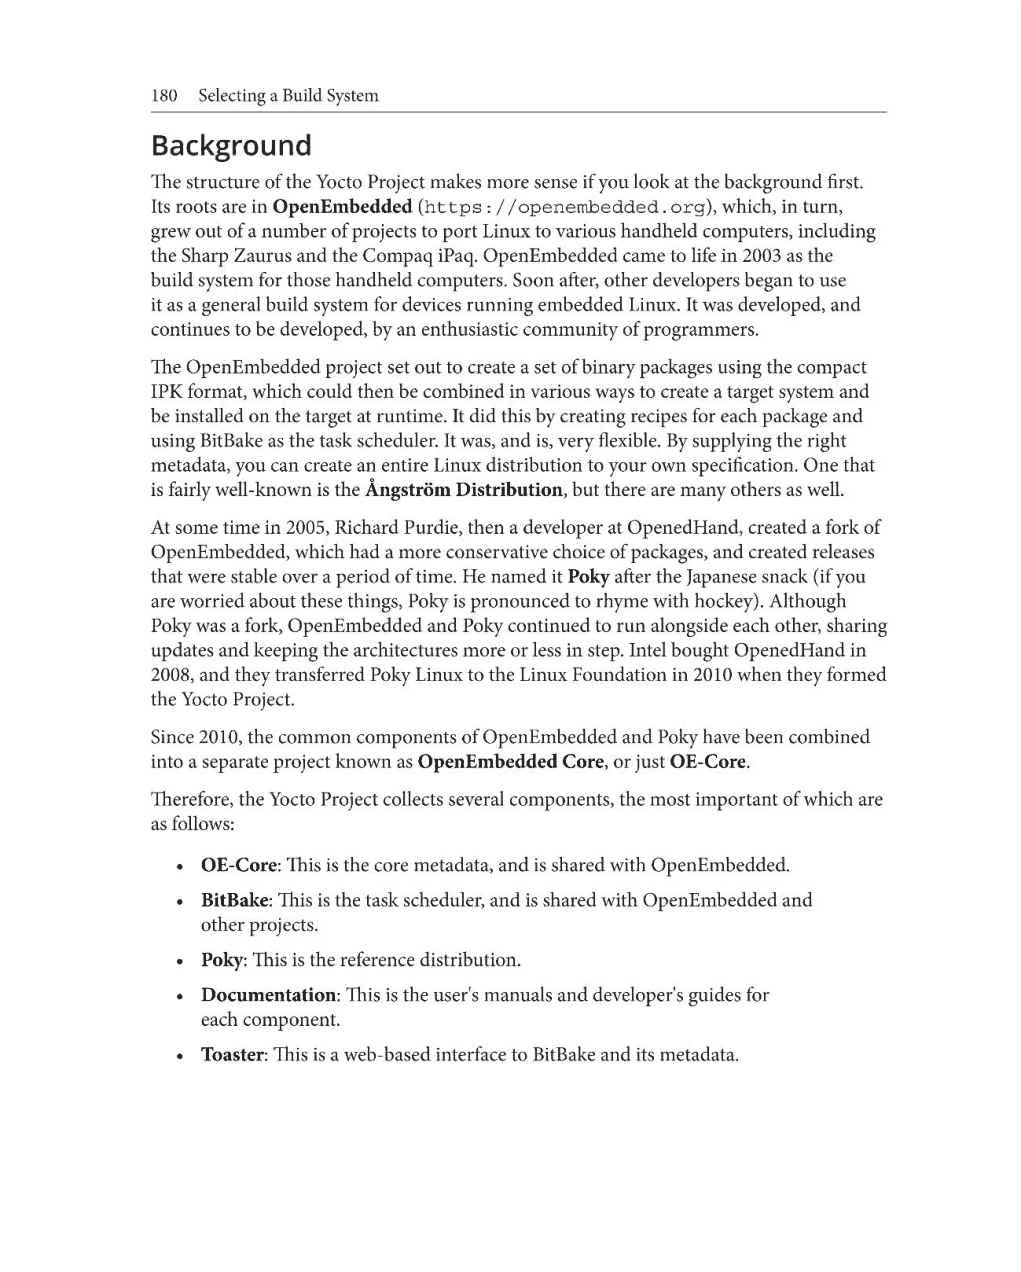 180 Selecting a Build System
Background
The structure of the Yocto Project makes more sense if you look at the background first.
Its roots are in OpenEmbedded (https://openembedded.org), which, in turn,
grew out of a number of projects to port Linux to various handheld computers, including
the Sharp Zaurus and the Compaq iPaq. OpenEmbedded came to life in 2003 as the
build system for those handheld computers. Soon after, other developers began to use
it as a general build system for devices running embedded Linux. It was developed, and
continues to be developed, by an enthusiastic community of programmers.
The OpenEmbedded project set out to create a set of binary packages using the compact
IPK format, which could then be combined in various ways to create a target system and
be installed on the target at runtime. It did this by creating recipes for each package and
using BitBake as the task scheduler. It was, and is, very flexible. By supplying the right
metadata, you can create an entire Linux distribution to your own specification. One that
is fairly well-known is the Ångström Distribution, but there are many others as well.
At some time in 2005, Richard Purdie, then a developer at OpenedHand, created a fork of
OpenEmbedded, which had a more conservative choice of packages, and created releases
that were stable over a period of time. He named it Poky after the Japanese snack (if you
are worried about these things, Poky is pronounced to rhyme with hockey). Although
Poky was a fork, OpenEmbedded and Poky continued to run alongside each other, sharing
updates and keeping the architectures more or less in step. Intel bought OpenedHand in
2008, and they transferred Poky Linux to the Linux Foundation in 2010 when they formed
the Yocto Project.
Since 2010, the common components of OpenEmbedded and Poky have been combined
into a separate project known as OpenEmbedded Core, or just OE-Core.
Therefore, the Yocto Project collects several components, the most important of which are
as follows:
• OE-Core: This is the core metadata, and is shared with OpenEmbedded.
• BitBake: This is the task scheduler, and is shared with OpenEmbedded and
other projects.
• Poky: This is the reference distribution.
• Documentation: This is the user's manuals and developer's guides for
each component.
• Toaster: This is a web-based interface to BitBake and its metadata.